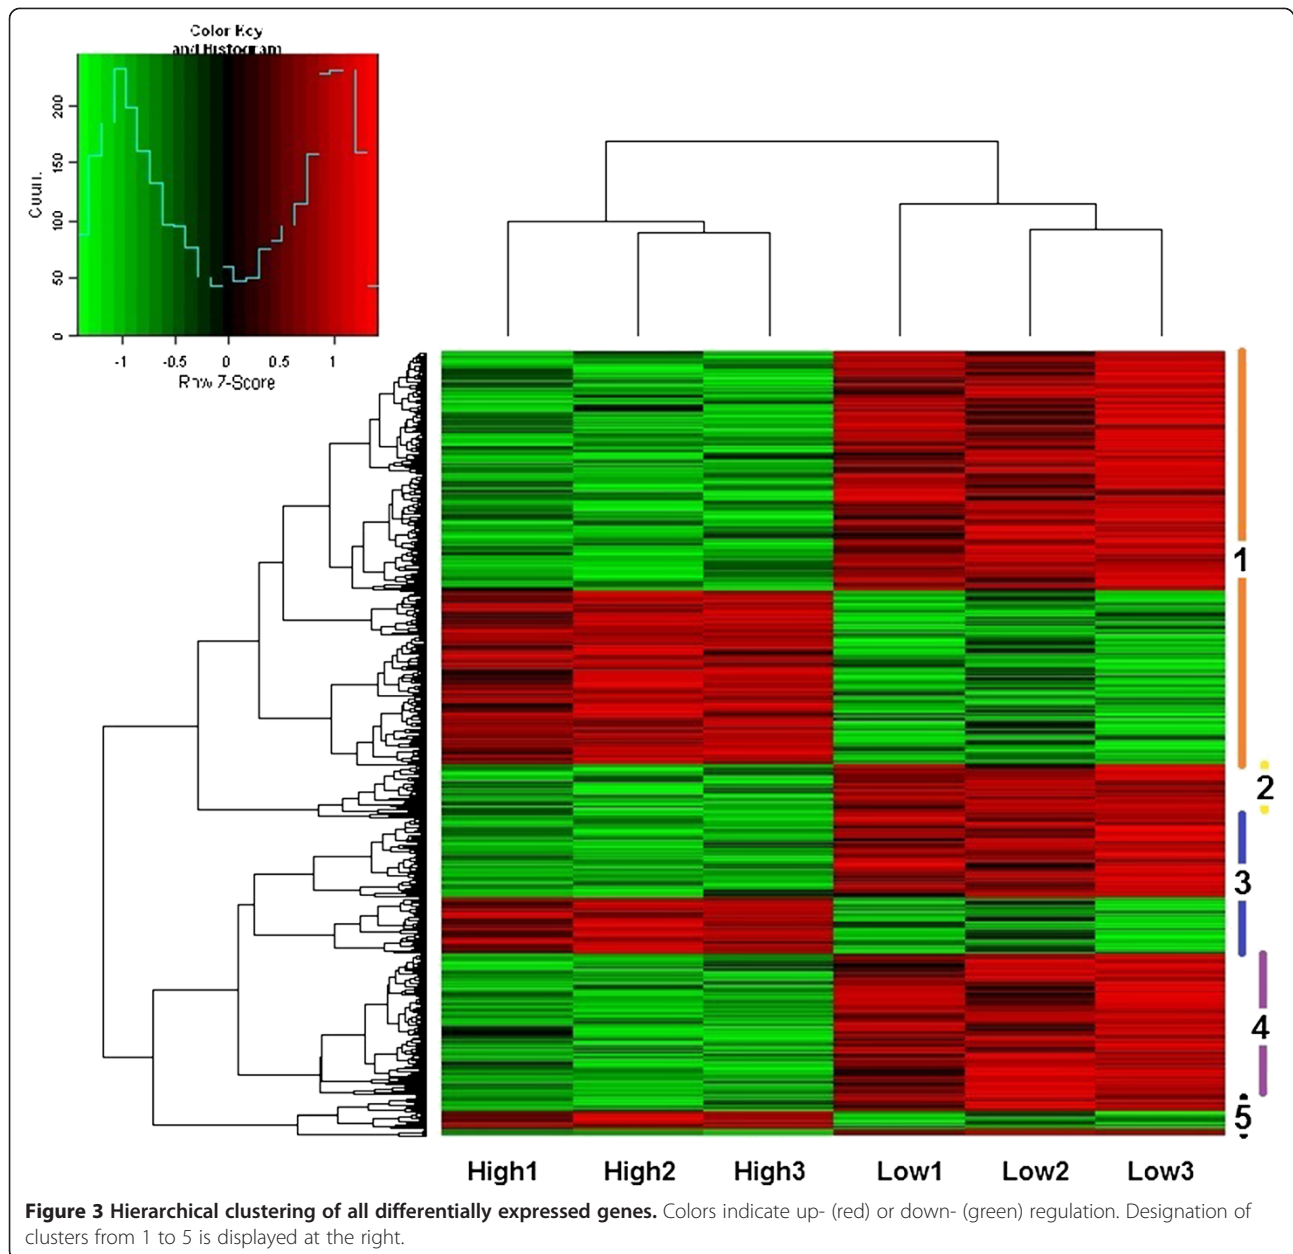 Color Key
and Histogram
200
150
100
50
0
-1 -0.5 0 0.5 1
Row Z-Score
1
2
3
4
5
High1 High2 High3 Low1 Low2 Low3
Figure 3 Hierarchical clustering of all differentially expressed genes. Colors indicate up- (red) or down- (green) regulation. Designation of
clusters from 1 to 5 is displayed at the right.